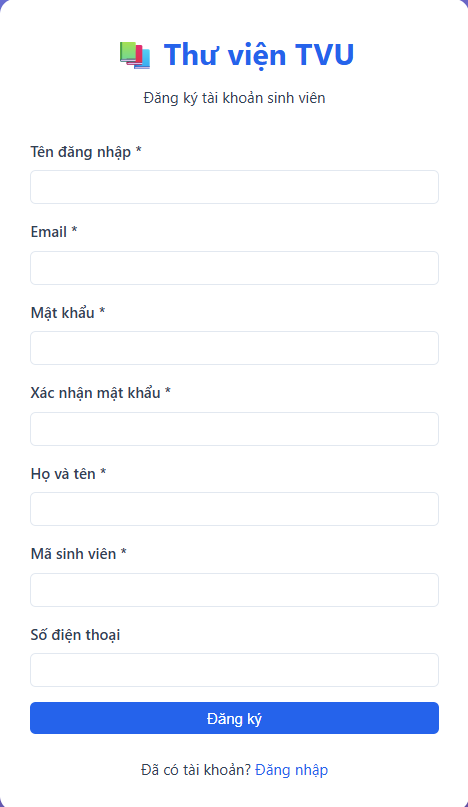 Thư viện TVU
Đăng ký tài khoản sinh viên
Tên đăng nhập *
Email *
Mật khẩu *
Xác nhận mật khẩu *
Họ và tên *
Mã sinh viên *
Số điện thoại
Đăng ký
Đã có tài khoản? Đăng nhập